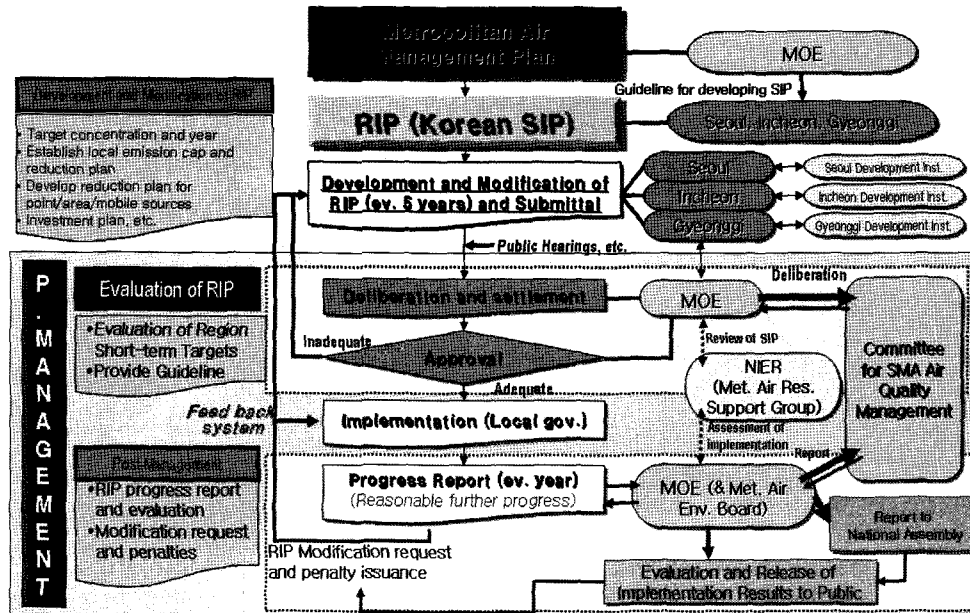 Metropolitan Air
Management Plan
MOE
Guideline for developing SIP
RIP (Korean SIP)
Seoul, Incheon, Gyeonggi
Development and Modification of RIP
• Target concentration and year
• Establish local emission cap and
reduction plan
• Develop reduction plan for
point/area/mobile sources
• Investment plan, etc.
Development and Modification of
RIP (ev. 5 years) and Submittal
Seoul
Seoul Development Inst.
Incheon
Incheon Development Inst.
Gyeonggi
Gyeonggi Development Inst.
Public Hearings, etc.
P.MANAGEMENT
Evaluation of RIP
•Evaluation of Region
Short-term Targets
•Provide Guideline
Deliberation and settlement
MOE
Deliberation
Inadequate
Approval
Adequate
Review of SIP
NIER
(Met. Air Res.
Support Group)
Committee
for SMA Air
Quality
Management
Feed back
system
Implementation (Local gov.)
Assessment of
implementation
Report
Post-Management
•RIP progress report
and evaluation
•Modification request
and penalties
Progress Report (ev. year)
(Reasonable further progress)
MOE (& Met. Air
Env. Board)
Report to
National Assembly
RIP Modification request
and penalty issuance
Evaluation and Release of
Implementation Results to Public